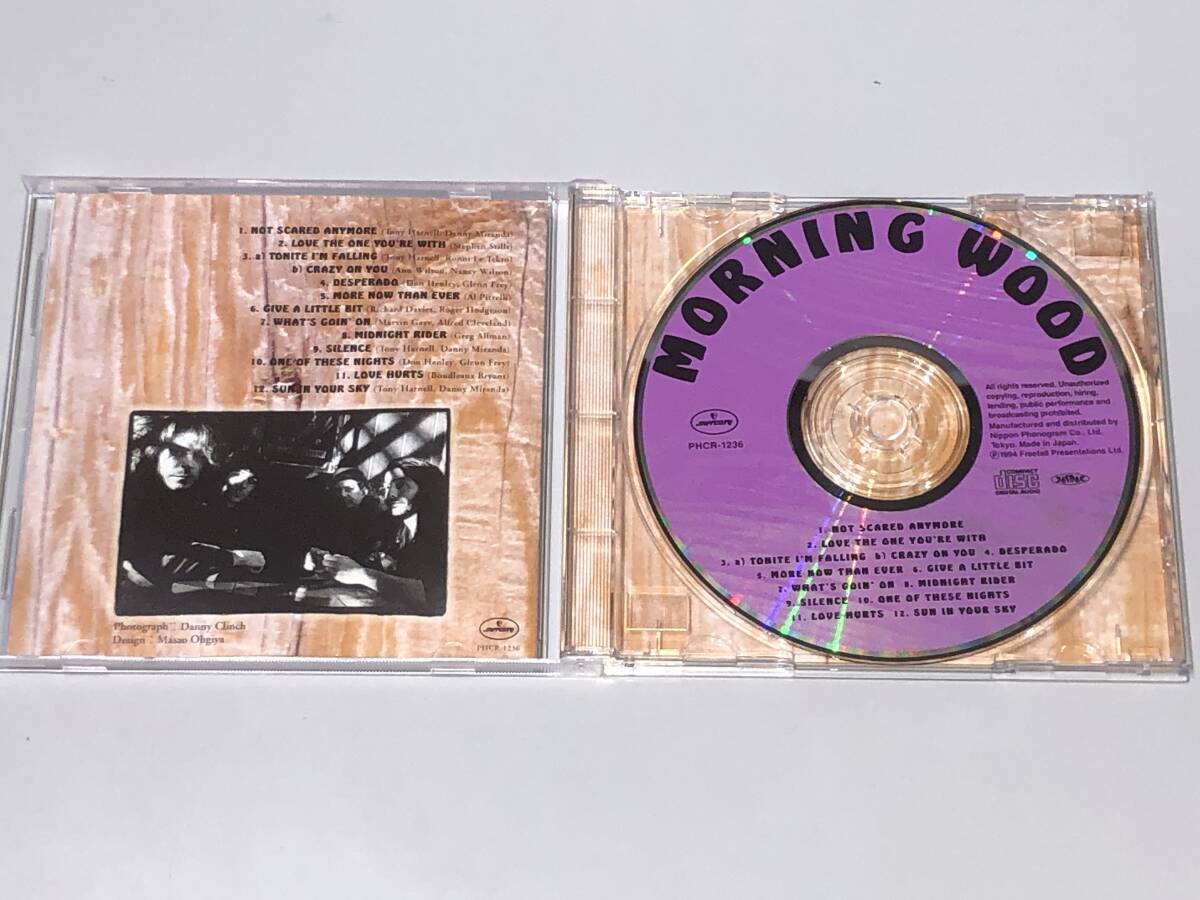 1. NOT SCARED ANYMORE (Tony Harnell, Danny Miranda)
2. LOVE THE ONE YOU'RE WITH (Stephen Stills)
3. a) TONITE I'M FALLING (Tony Harnell, Ronni Le Tekro)
b) CRAZY ON YOU (Ann Wilson, Nancy Wilson)
4. DESPERADO (Don Henley, Glenn Frey)
5. MORE NOW THAN EVER (Al Pitrelli)
6. GIVE A LITTLE BIT (Richard Davies, Roger Hodgson)
7. WHAT'S GOIN' ON (Marvin Gaye, Alfred Cleveland)
8. MIDNIGHT RIDER (Greg Allman)
9. SILENCE (Tony Harnell, Danny Miranda)
10. ONE OF THESE NIGHTS (Don Henley, Glenn Frey)
11. LOVE HURTS (Boudleaux Bryant)
12. SUN IN YOUR SKY (Tony Harnell, Danny Miranda)
Photograph : Danny Clinch
Design : Masao Ohgiya
mercury
PHCR-1236
MORNING WOOD
mercury
PHCR-1236
All rights reserved. Unauthorized
copying, reproduction, hiring,
lending, public performance and
broadcasting prohibited.
Manufactured and distributed by
Nippon Phonogram Co., Ltd.
Tokyo. Made in Japan.
℗1994 Freefall Presentations Ltd.
COMPACT
disc
DIGITAL AUDIO
JASRAC
1. NOT SCARED ANYMORE
2. LOVE THE ONE YOU'RE WITH
3. a) TONITE I'M FALLING b) CRAZY ON YOU 4. DESPERADO
5. MORE NOW THAN EVER 6. GIVE A LITTLE BIT
7. WHAT'S GOIN' ON 8. MIDNIGHT RIDER
9. SILENCE 10. ONE OF THESE NIGHTS
11. LOVE HURTS 12. SUN IN YOUR SKY